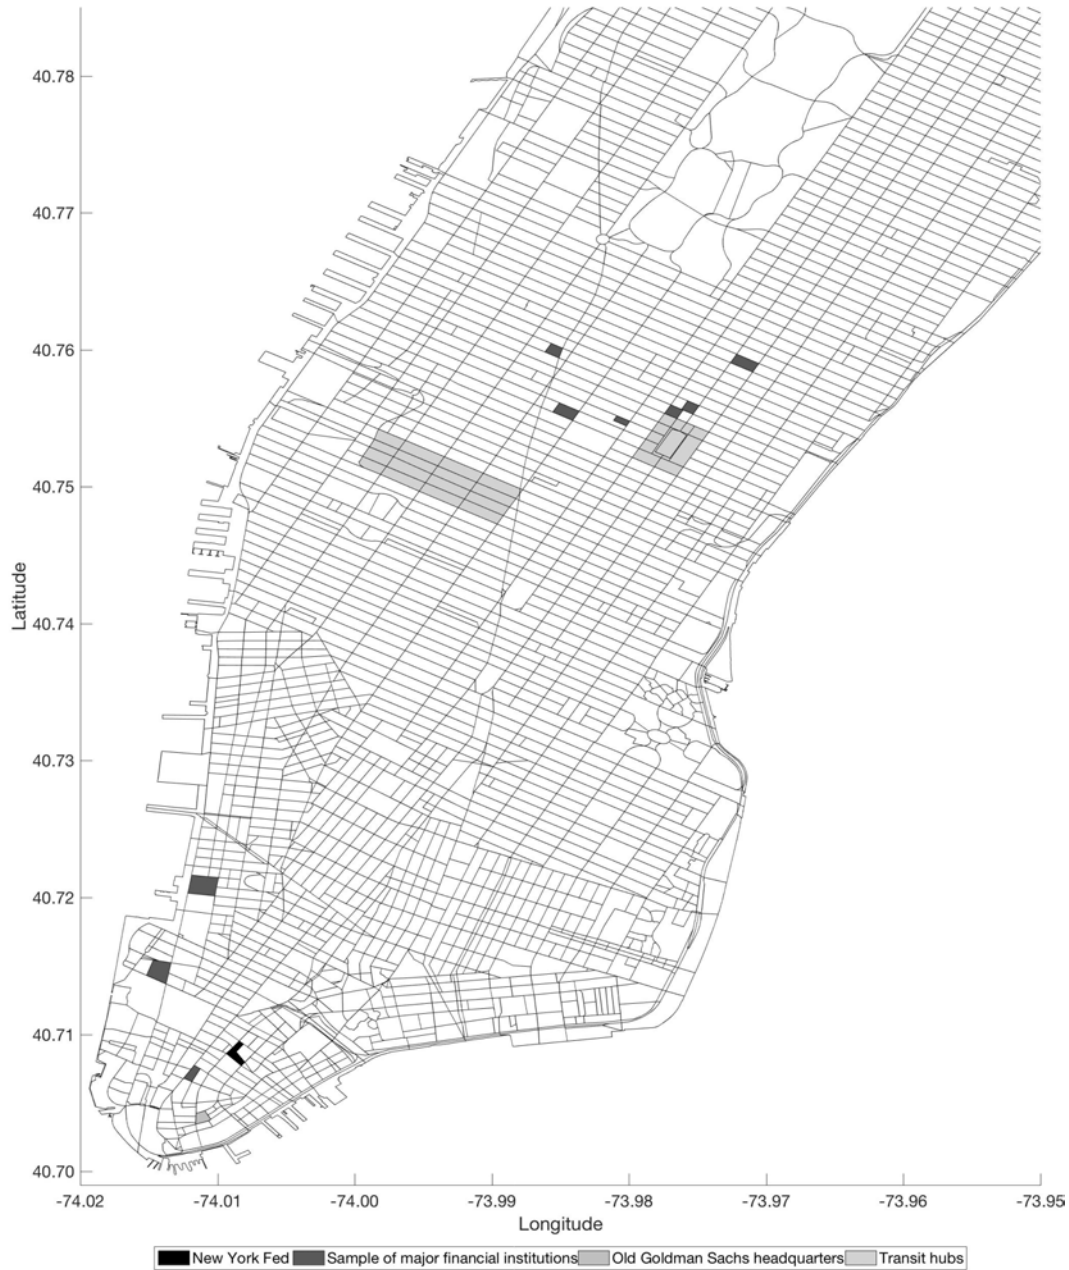 40.78
40.77
40.76
40.75
40.74
40.73
40.72
40.71
40.70
Latitude
-74.02 -74.01 -74.00 -73.99 -73.98 -73.97 -73.96 -73.95
Longitude
New York Fed Sample of major financial institutions Old Goldman Sachs headquarters Transit hubs